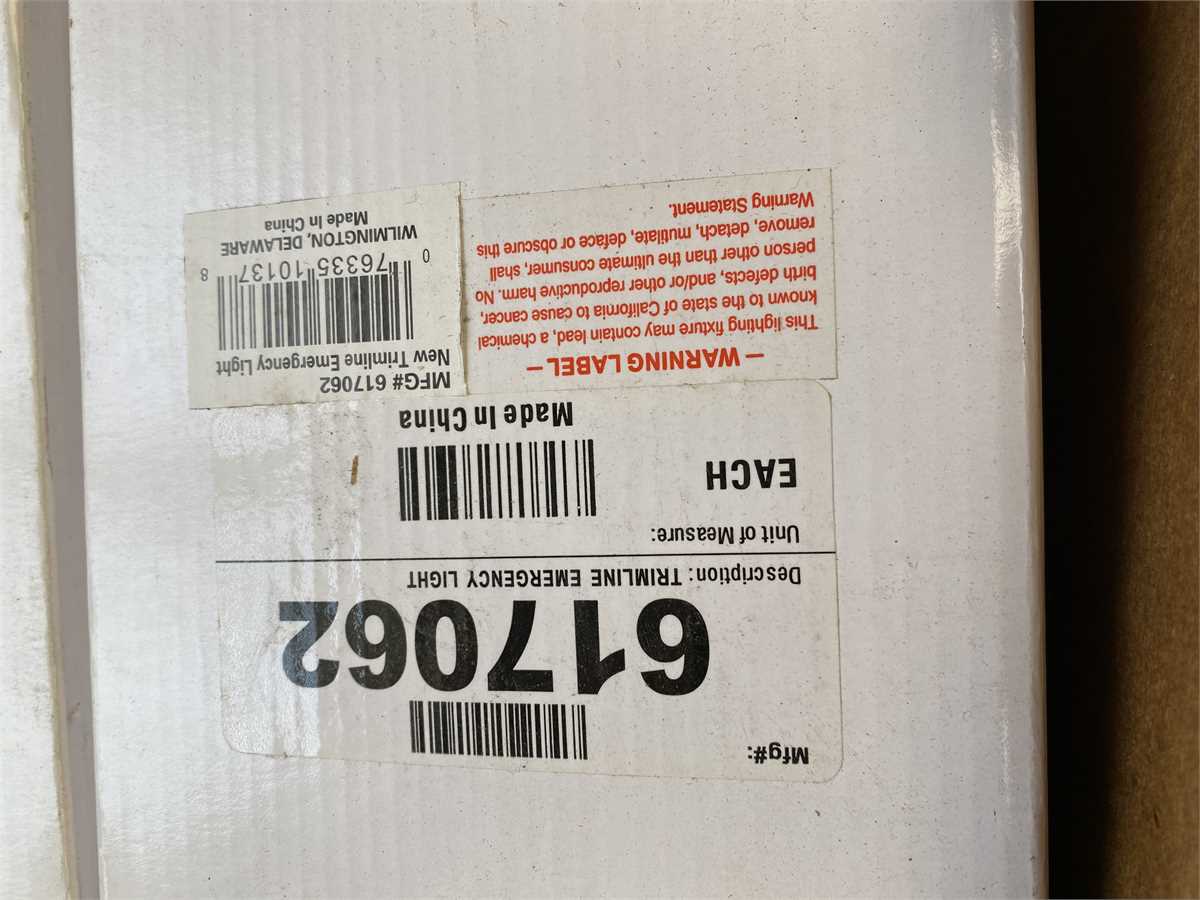 Mfg#:
617062
Description: TRIMLINE EMERGENCY LIGHT
Unit of Measure:
EACH
Made In China
— WARNING LABEL —
This lighting fixture may contain lead, a chemical
known to the state of California to cause cancer,
birth defects, and/or other reproductive harm. No
person other than the ultimate consumer, shall
remove, detach, mutilate, deface or obscure this
Warning Statement.
MFG# 617062
New Trimline Emergency Light
0 76335 10137 8
WILMINGTON, DELAWARE
Made In China